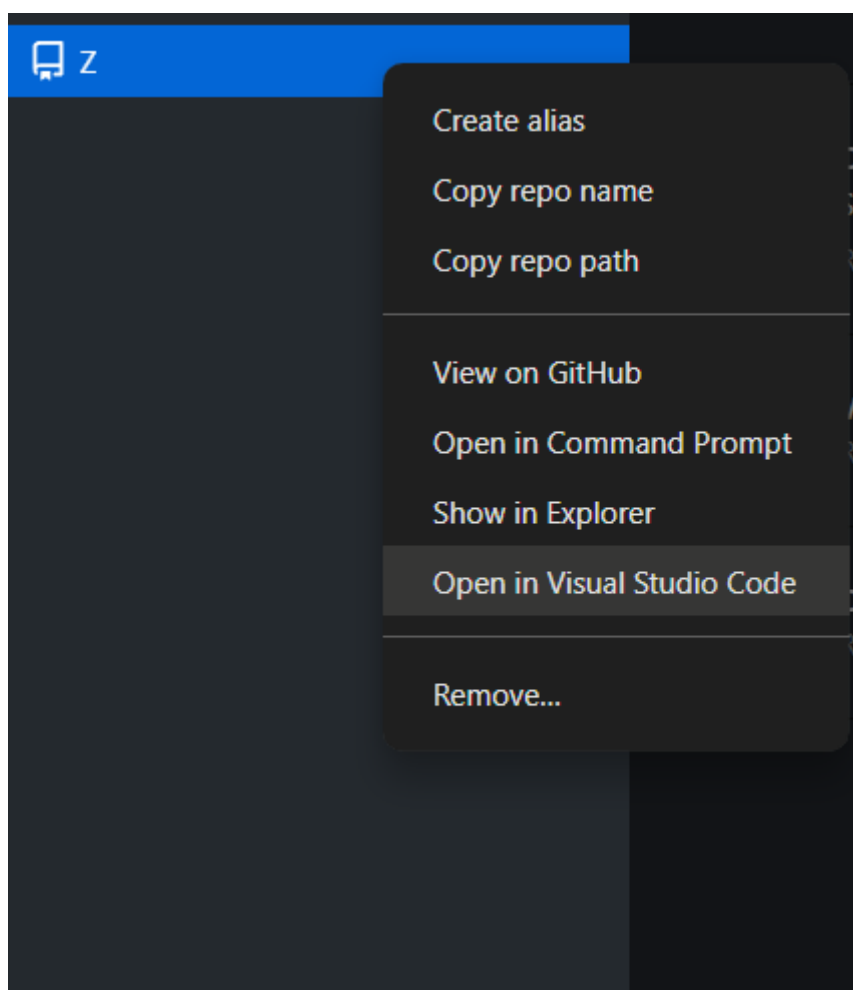 Z
Create alias
Copy repo name
Copy repo path
View on GitHub
Open in Command Prompt
Show in Explorer
Open in Visual Studio Code
Remove...